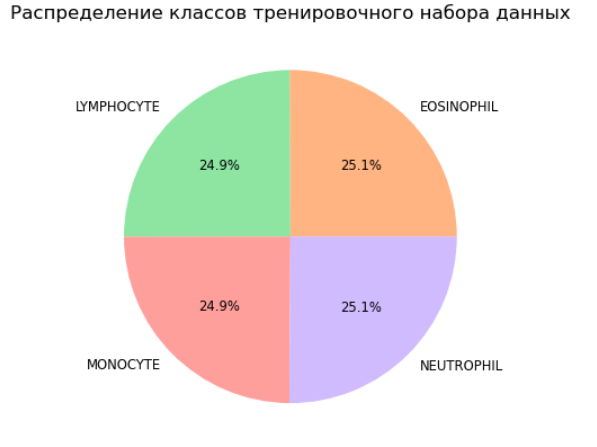 Распределение классов тренировочного набора данных
LYMPHOCYTE
EOSINOPHIL
24.9%
25.1%
24.9%
25.1%
MONOCYTE
NEUTROPHIL